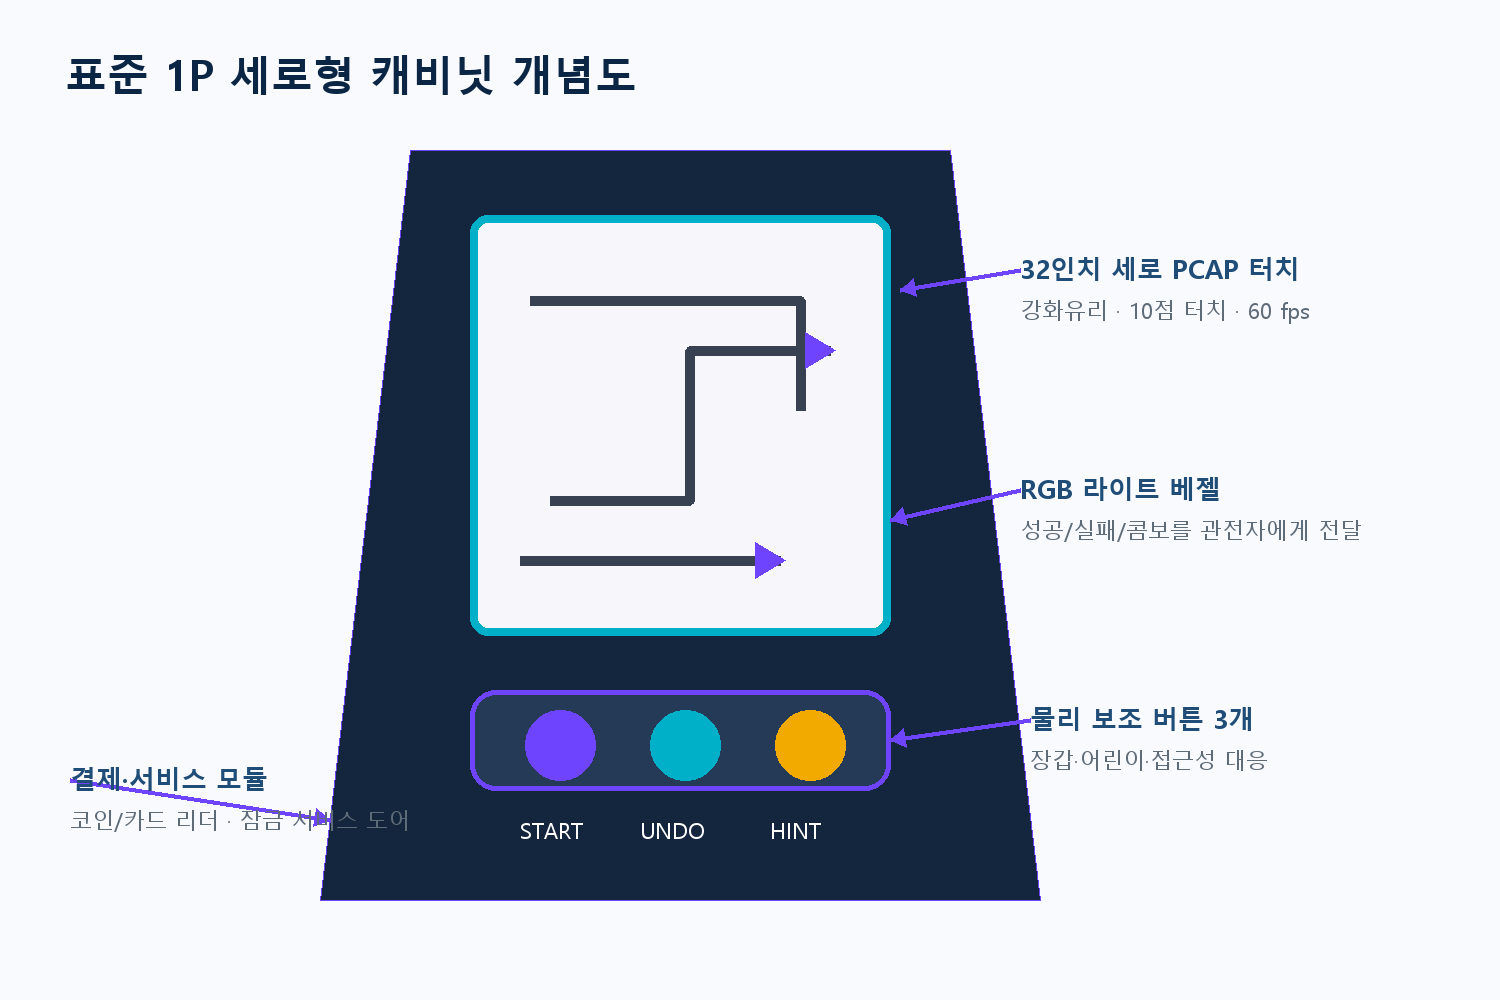 표준 1P 세로형 캐비닛 개념도
32인치 세로 PCAP 터치
강화유리 · 10점 터치 · 60 fps
RGB 라이트 베젤
성공/실패/콤보를 관전자에게 전달
물리 보조 버튼 3개
장갑·어린이·접근성 대응
결제·서비스 모듈
코인/카드 리더 · 잠금 서비스 도어
START UNDO HINT